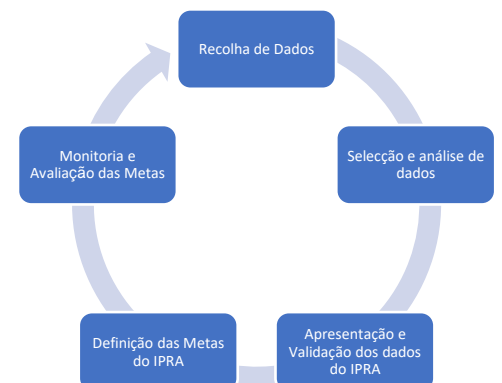 Recolha de Dados
Selecção e análise de
dados
Apresentação e
Validação dos dados
do IPRA
Definição das Metas
do IPRA
Monitoria e
Avaliação das Metas